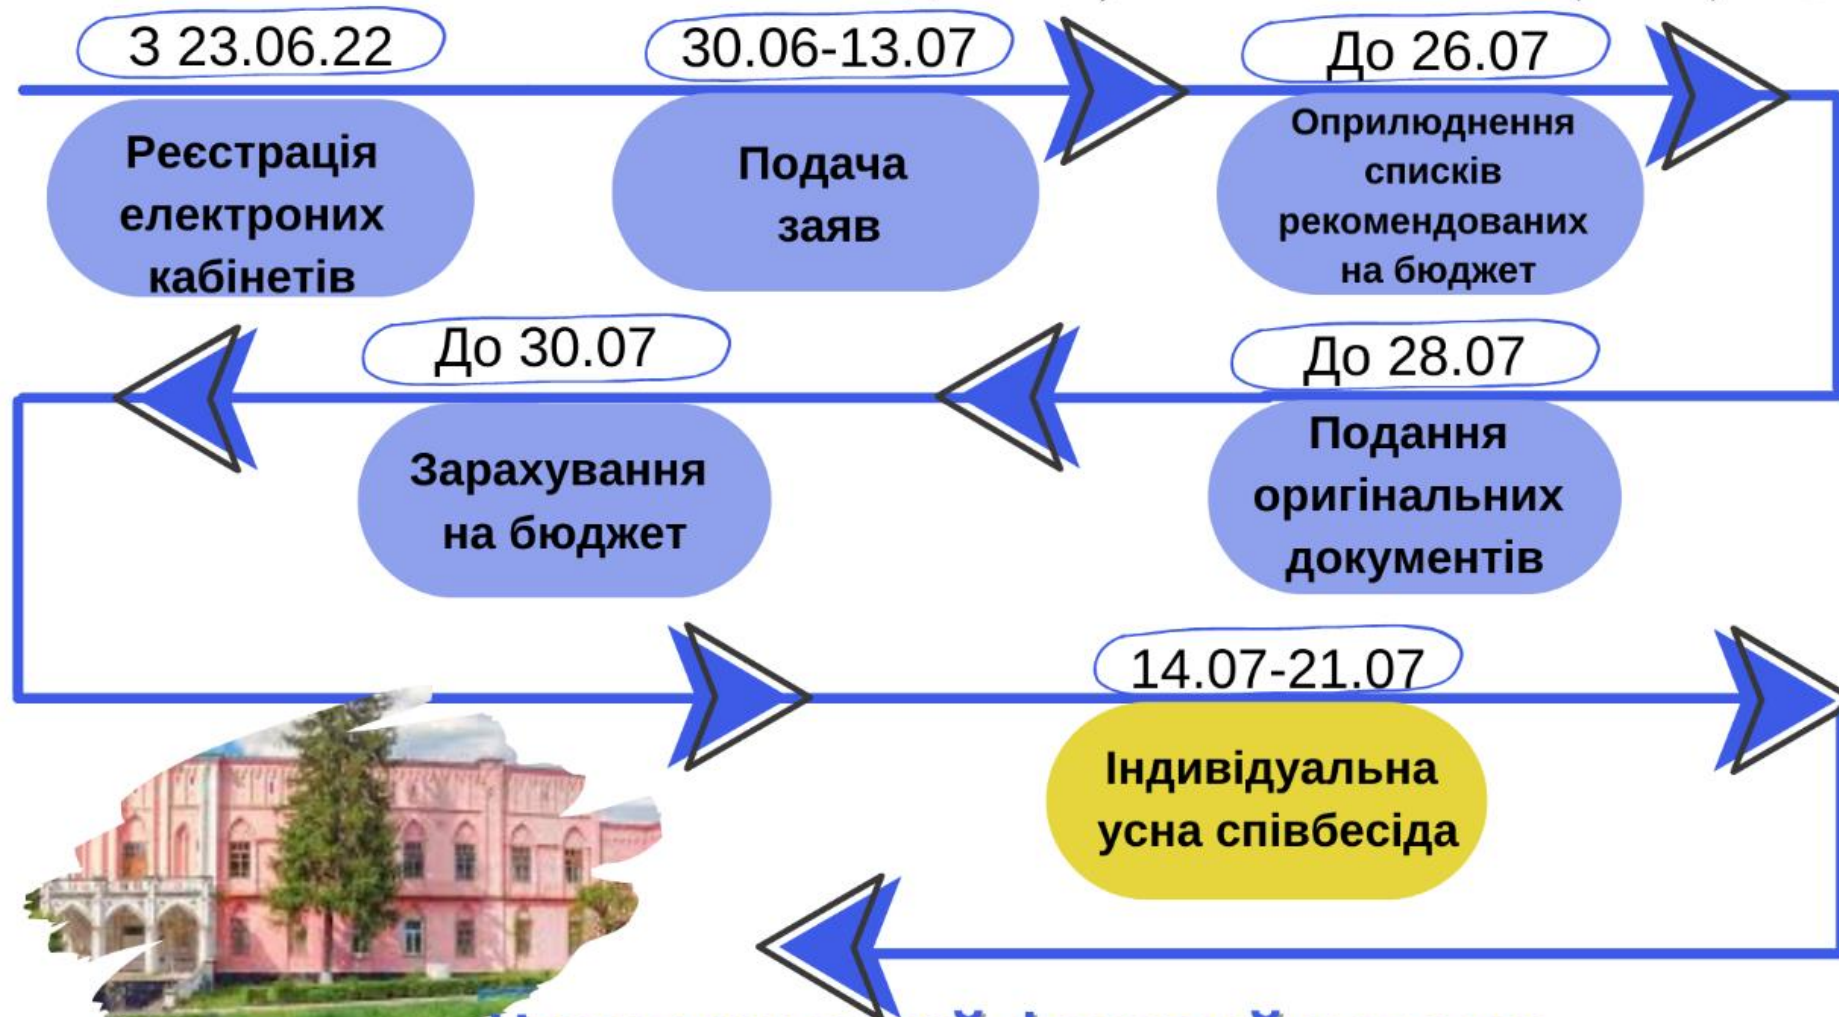 З 23.06.22
Реєстрація
електроних
кабінетів
30.06-13.07
Подача
заяв
До 26.07
Оприлюднення
списків
рекомендованих
на бюджет
До 28.07
Подання
оригінальних
документів
До 30.07
Зарахування
на бюджет
14.07-21.07
Індивідуальна
усна співбесіда